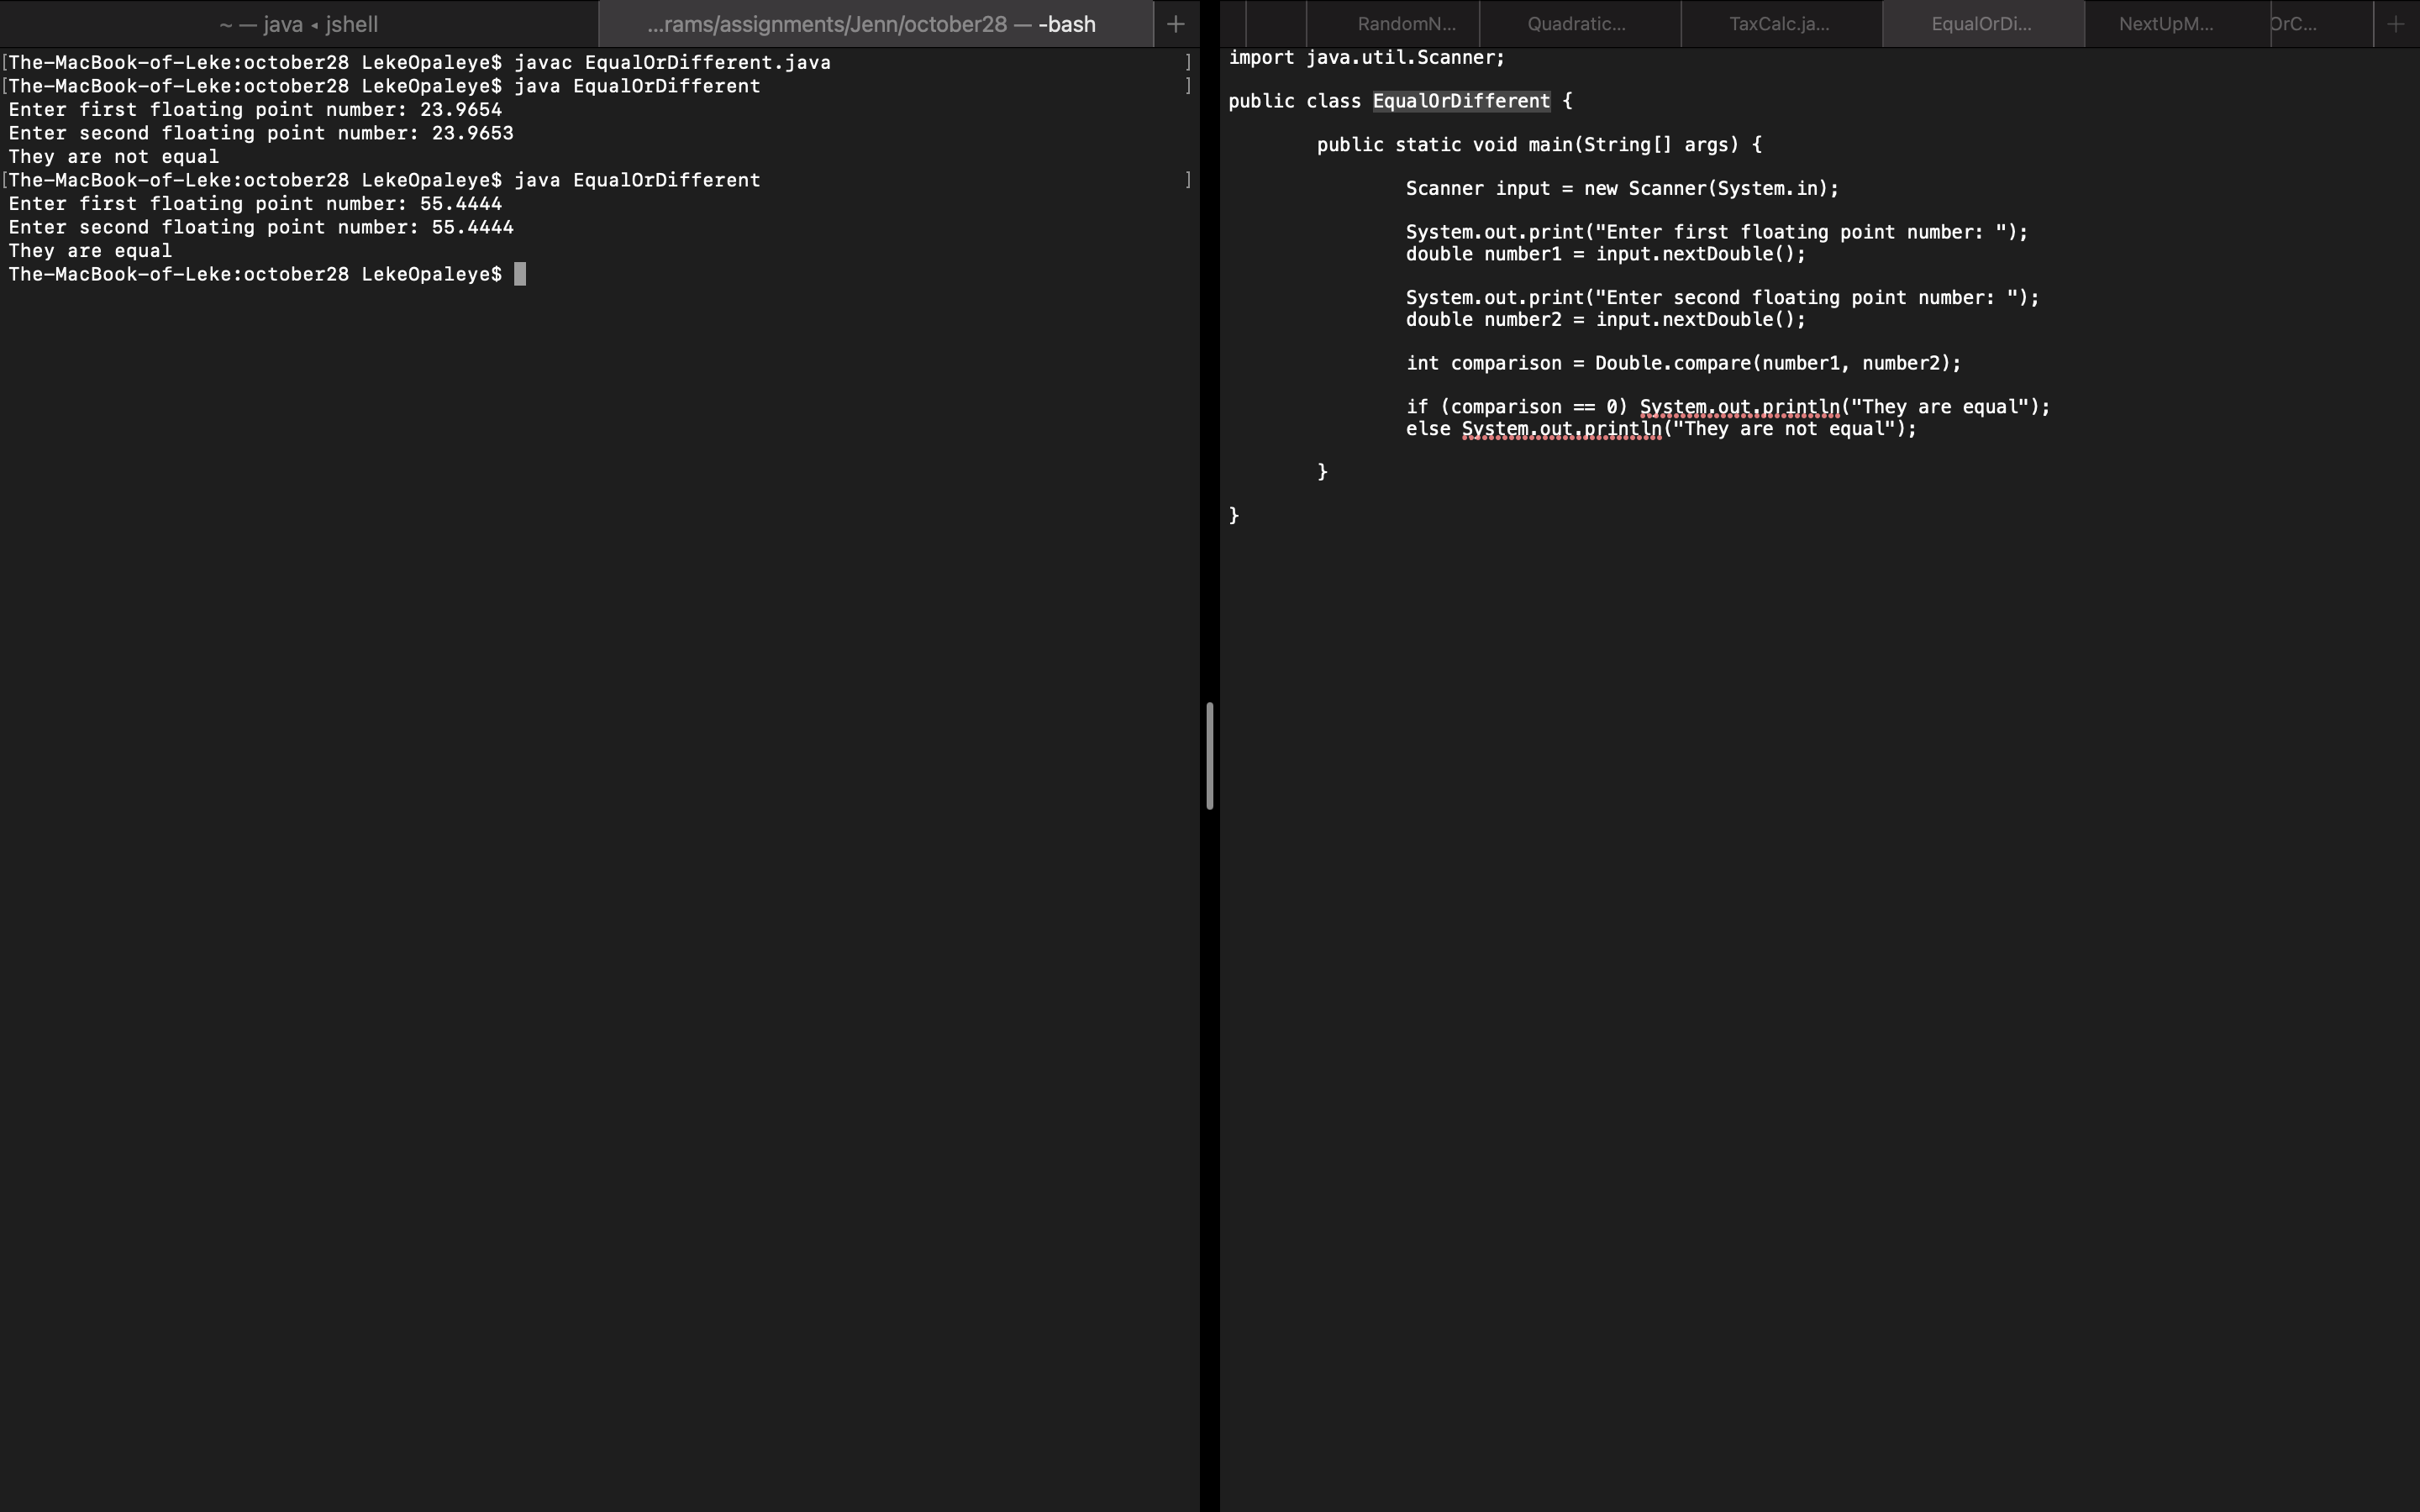 ~ — java ◂ jshell
...rams/assignments/Jenn/october28 — -bash
+
[The-MacBook-of-Leke:october28 LekeOpaleye$ javac EqualOrDifferent.java ]
[The-MacBook-of-Leke:october28 LekeOpaleye$ java EqualOrDifferent ]
Enter first floating point number: 23.9654
Enter second floating point number: 23.9653
They are not equal
[The-MacBook-of-Leke:october28 LekeOpaleye$ java EqualOrDifferent ]
Enter first floating point number: 55.4444
Enter second floating point number: 55.4444
They are equal
The-MacBook-of-Leke:october28 LekeOpaleye$
RandomN...
Quadratic...
TaxCalc.ja...
EqualOrDi...
NextUpM...
OrC...
+
import java.util.Scanner;
public class EqualOrDifferent {
public static void main(String[] args) {
Scanner input = new Scanner(System.in);
System.out.print("Enter first floating point number: ");
double number1 = input.nextDouble();
System.out.print("Enter second floating point number: ");
double number2 = input.nextDouble();
int comparison = Double.compare(number1, number2);
if (comparison == 0) System.out.println("They are equal");
else System.out.println("They are not equal");
}
}